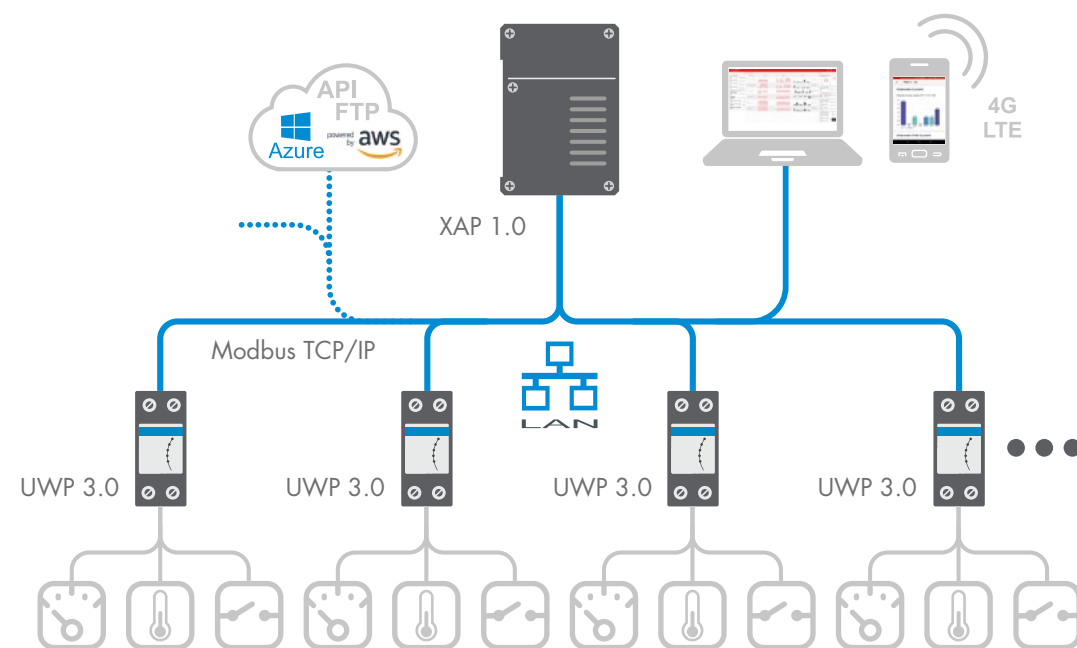 API
FTP
Azure
powered by aws
4G
LTE
XAP 1.0
Modbus TCP/IP
LAN
UWP 3.0
UWP 3.0
UWP 3.0
UWP 3.0